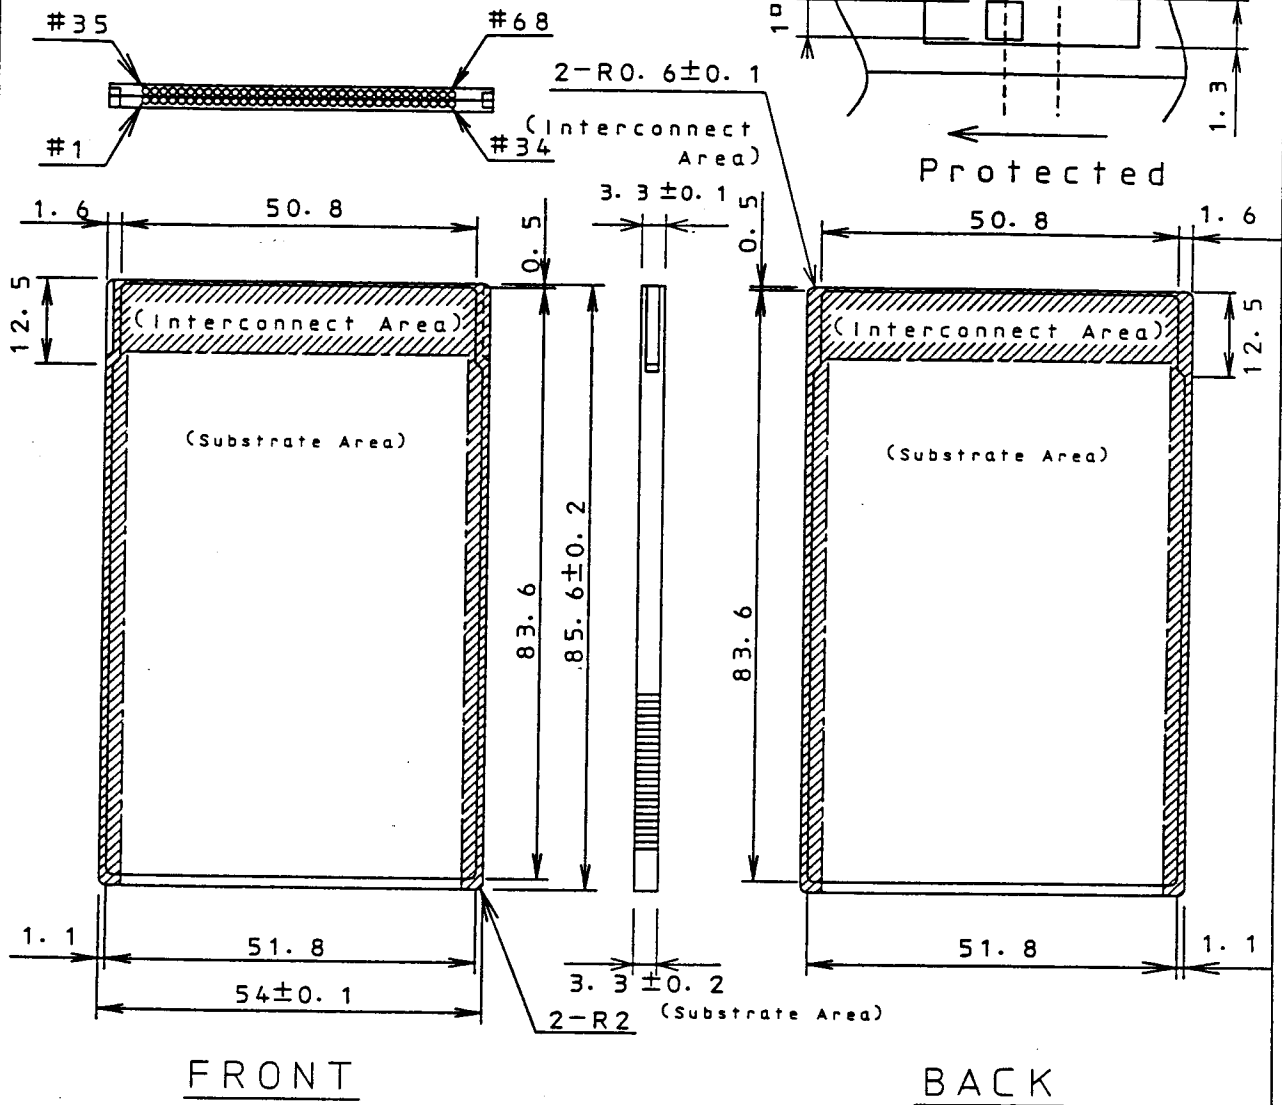 #35
#68
#1
#34
1°
1.3
Protected
2-R0.6±0.1
(Interconnect
Area)
3.3±0.1
1.6
50.8
0.5
12.5
(Interconnect Area)
(Substrate Area)
83.6
85.6±0.2
1.1
51.8
54±0.1
2-R2
3.3±0.2
(Substrate Area)
FRONT
0.5
50.8
1.6
12.5
(Interconnect Area)
(Substrate Area)
83.6
51.8
1.1
BACK